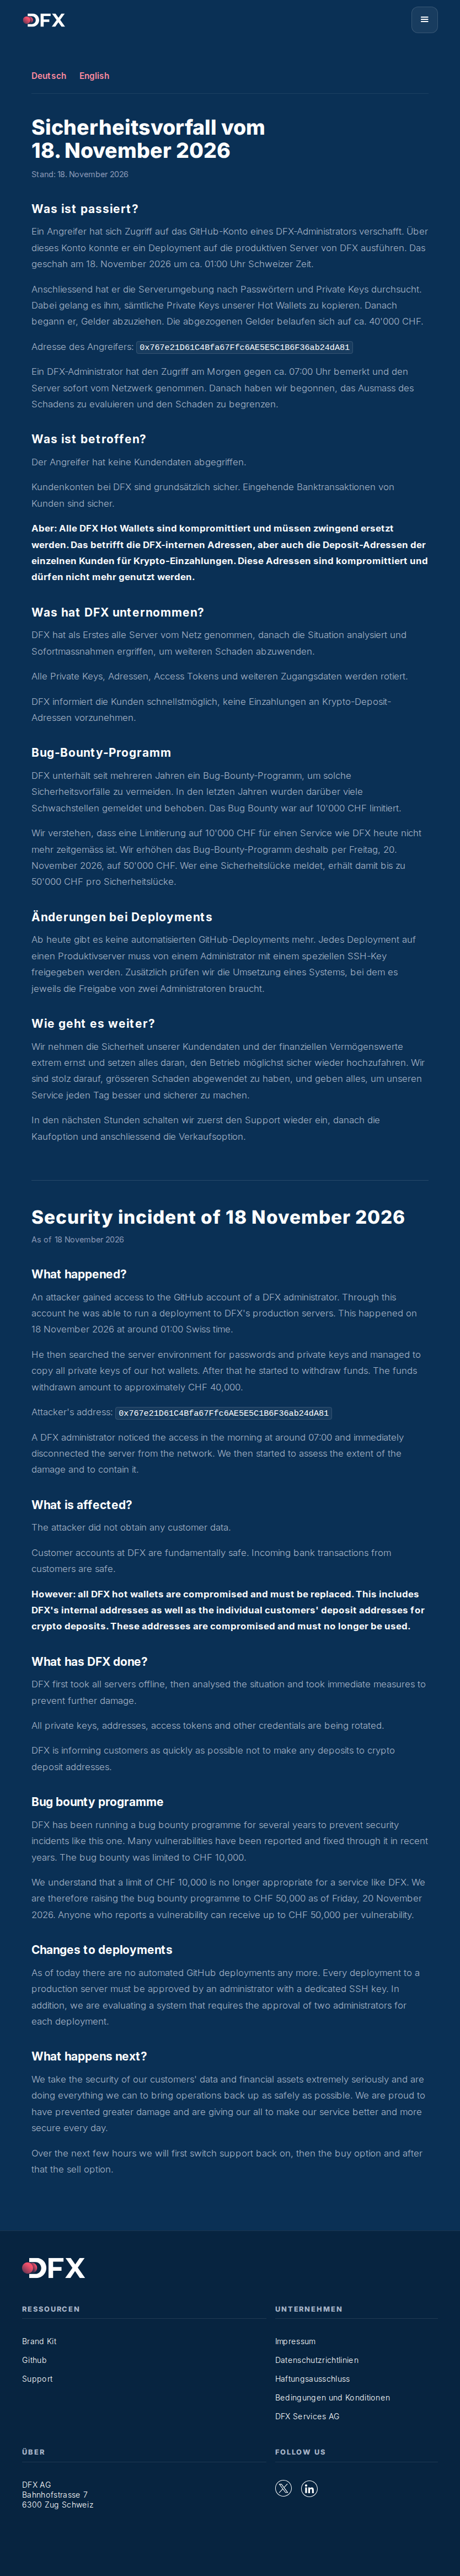 DFX
Deutsch English
Sicherheitsvorfall vom
18. November 2026
Stand: 18. November 2026
Was ist passiert?
Ein Angreifer hat sich Zugriff auf das GitHub-Konto eines DFX-Administrators verschafft. Über
dieses Konto konnte er ein Deployment auf die produktiven Server von DFX ausführen. Das
geschah am 18. November 2026 um ca. 01:00 Uhr Schweizer Zeit.
Anschliessend hat er die Serverumgebung nach Passwörtern und Private Keys durchsucht.
Dabei gelang es ihm, sämtliche Private Keys unserer Hot Wallets zu kopieren. Danach
begann er, Gelder abzuziehen. Die abgezogenen Gelder belaufen sich auf ca. 40'000 CHF.
Adresse des Angreifers: 0x767e21D61C4Bfa67Ffc6AE5E5C1B6F36ab24dA81
Ein DFX-Administrator hat den Zugriff am Morgen gegen ca. 07:00 Uhr bemerkt und den
Server sofort vom Netzwerk genommen. Danach haben wir begonnen, das Ausmass des
Schadens zu evaluieren und den Schaden zu begrenzen.
Was ist betroffen?
Der Angreifer hat keine Kundendaten abgegriffen.
Kundenkonten bei DFX sind grundsätzlich sicher. Eingehende Banktransaktionen von
Kunden sind sicher.
Aber: Alle DFX Hot Wallets sind kompromittiert und müssen zwingend ersetzt
werden. Das betrifft die DFX-internen Adressen, aber auch die Deposit-Adressen der
einzelnen Kunden für Krypto-Einzahlungen. Diese Adressen sind kompromittiert und
dürfen nicht mehr genutzt werden.
Was hat DFX unternommen?
DFX hat als Erstes alle Server vom Netz genommen, danach die Situation analysiert und
Sofortmassnahmen ergriffen, um weiteren Schaden abzuwenden.
Alle Private Keys, Adressen, Access Tokens und weiteren Zugangsdaten werden rotiert.
DFX informiert die Kunden schnellstmöglich, keine Einzahlungen an Krypto-Deposit-
Adressen vorzunehmen.
Bug-Bounty-Programm
DFX unterhält seit mehreren Jahren ein Bug-Bounty-Programm, um solche
Sicherheitsvorfälle zu vermeiden. In den letzten Jahren wurden darüber viele
Schwachstellen gemeldet und behoben. Das Bug Bounty war auf 10'000 CHF limitiert.
Wir verstehen, dass eine Limitierung auf 10'000 CHF für einen Service wie DFX heute nicht
mehr zeitgemäss ist. Wir erhöhen das Bug-Bounty-Programm deshalb per Freitag, 20.
November 2026, auf 50'000 CHF. Wer eine Sicherheitslücke meldet, erhält damit bis zu
50'000 CHF pro Sicherheitslücke.
Änderungen bei Deployments
Ab heute gibt es keine automatisierten GitHub-Deployments mehr. Jedes Deployment auf
einen Produktivserver muss von einem Administrator mit einem speziellen SSH-Key
freigegeben werden. Zusätzlich prüfen wir die Umsetzung eines Systems, bei dem es
jeweils die Freigabe von zwei Administratoren braucht.
Wie geht es weiter?
Wir nehmen die Sicherheit unserer Kundendaten und der finanziellen Vermögenswerte
extrem ernst und setzen alles daran, den Betrieb möglichst sicher wieder hochzufahren. Wir
sind stolz darauf, grösseren Schaden abgewendet zu haben, und geben alles, um unseren
Service jeden Tag besser und sicherer zu machen.
In den nächsten Stunden schalten wir zuerst den Support wieder ein, danach die
Kaufoption und anschliessend die Verkaufsoption.
Security incident of 18 November 2026
As of 18 November 2026
What happened?
An attacker gained access to the GitHub account of a DFX administrator. Through this
account he was able to run a deployment to DFX's production servers. This happened on
18 November 2026 at around 01:00 Swiss time.
He then searched the server environment for passwords and private keys and managed to
copy all private keys of our hot wallets. After that he started to withdraw funds. The funds
withdrawn amount to approximately CHF 40,000.
Attacker's address: 0x767e21D61C4Bfa67Ffc6AE5E5C1B6F36ab24dA81
A DFX administrator noticed the access in the morning at around 07:00 and immediately
disconnected the server from the network. We then started to assess the extent of the
damage and to contain it.
What is affected?
The attacker did not obtain any customer data.
Customer accounts at DFX are fundamentally safe. Incoming bank transactions from
customers are safe.
However: all DFX hot wallets are compromised and must be replaced. This includes
DFX's internal addresses as well as the individual customers' deposit addresses for
crypto deposits. These addresses are compromised and must no longer be used.
What has DFX done?
DFX first took all servers offline, then analysed the situation and took immediate measures to
prevent further damage.
All private keys, addresses, access tokens and other credentials are being rotated.
DFX is informing customers as quickly as possible not to make any deposits to crypto
deposit addresses.
Bug bounty programme
DFX has been running a bug bounty programme for several years to prevent security
incidents like this one. Many vulnerabilities have been reported and fixed through it in recent
years. The bug bounty was limited to CHF 10,000.
We understand that a limit of CHF 10,000 is no longer appropriate for a service like DFX. We
are therefore raising the bug bounty programme to CHF 50,000 as of Friday, 20 November
2026. Anyone who reports a vulnerability can receive up to CHF 50,000 per vulnerability.
Changes to deployments
As of today there are no automated GitHub deployments any more. Every deployment to a
production server must be approved by an administrator with a dedicated SSH key. In
addition, we are evaluating a system that requires the approval of two administrators for
each deployment.
What happens next?
We take the security of our customers' data and financial assets extremely seriously and are
doing everything we can to bring operations back up as safely as possible. We are proud to
have prevented greater damage and are giving our all to make our service better and more
secure every day.
Over the next few hours we will first switch support back on, then the buy option and after
that the sell option.
DFX
RESSOURCEN
Brand Kit
Github
Support
UNTERNEHMEN
Impressum
Datenschutzrichtlinien
Haftungsausschluss
Bedingungen und Konditionen
DFX Services AG
ÜBER
DFX AG
Bahnhofstrasse 7
6300 Zug Schweiz
FOLLOW US